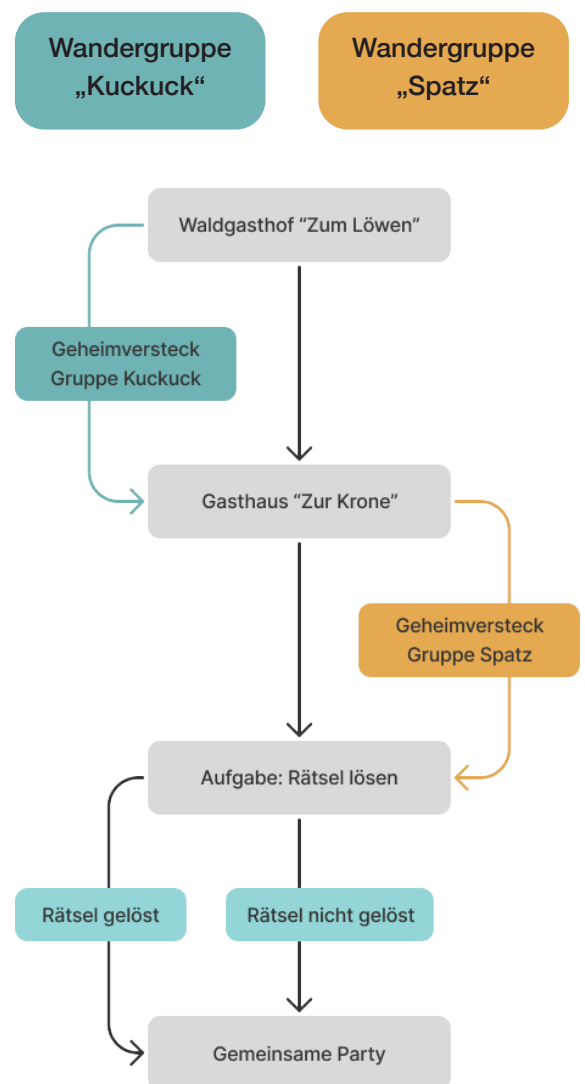 Wandergruppe
„Kuckuck“
Wandergruppe
„Spatz“
Waldgasthof “Zum Löwen”
Geheimversteck
Gruppe Kuckuck
Gasthaus “Zur Krone”
Geheimversteck
Gruppe Spatz
Aufgabe: Rätsel lösen
Rätsel gelöst
Rätsel nicht gelöst
Gemeinsame Party